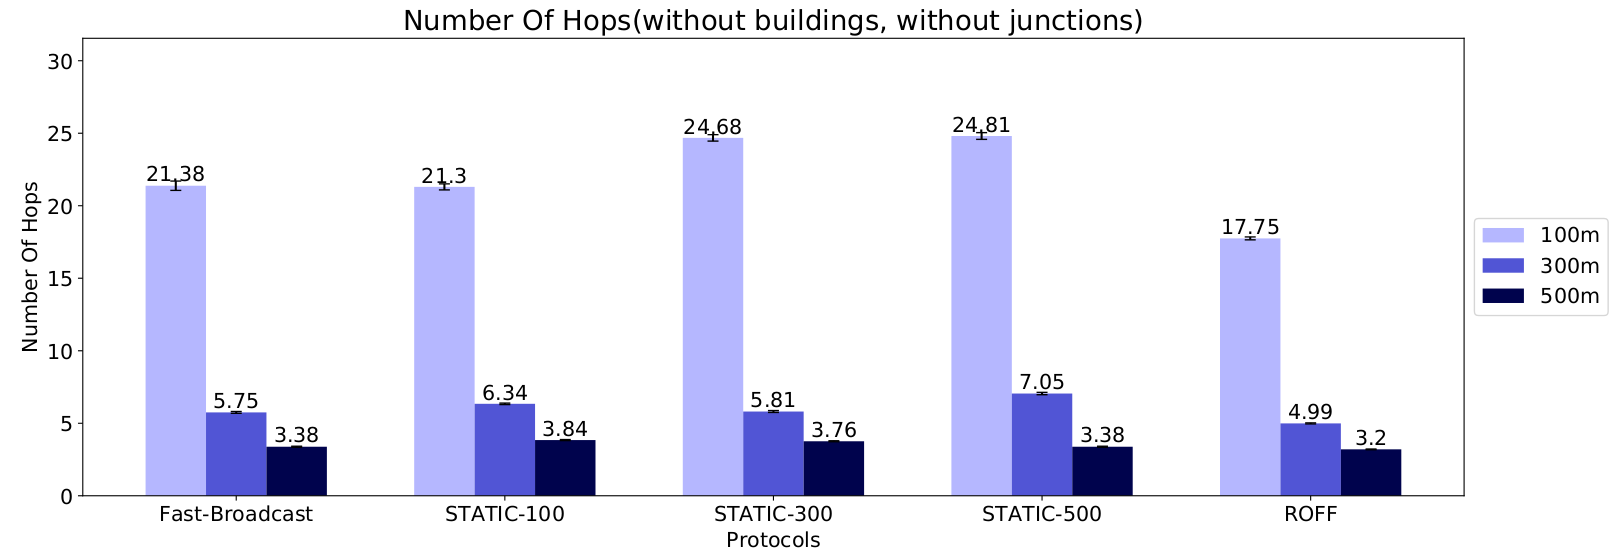 Number Of Hops(without buildings, without junctions)
Number Of Hops
30
25
20
15
10
5
0
21.38
5.75
3.38
21.3
6.34
3.84
24.68
5.81
3.76
24.81
7.05
3.38
17.75
4.99
3.2
Fast-Broadcast
STATIC-100
STATIC-300
STATIC-500
ROFF
Protocols
100m
300m
500m